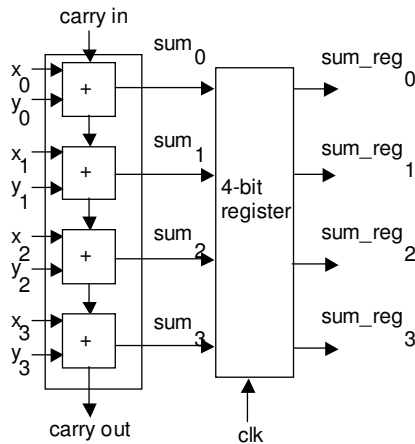 carry in
x0
y0
+
sum0
sum_reg0
x1
y1
+
sum1
sum_reg1
4-bit
register
x2
y2
+
sum2
sum_reg2
x3
y3
+
sum3
sum_reg3
carry out
clk